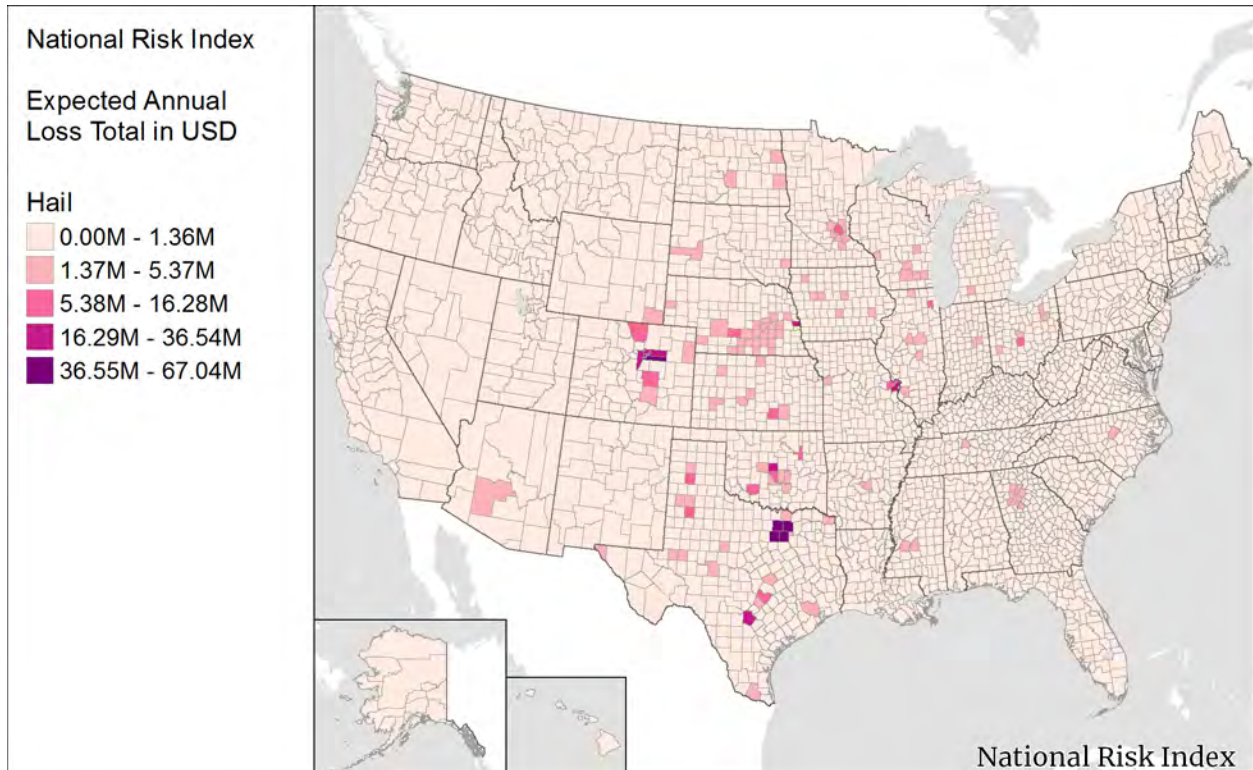 National Risk Index
Expected Annual
Loss Total in USD
Hail
0.00M - 1.36M
1.37M - 5.37M
5.38M - 16.28M
16.29M - 36.54M
36.55M - 67.04M
National Risk Index